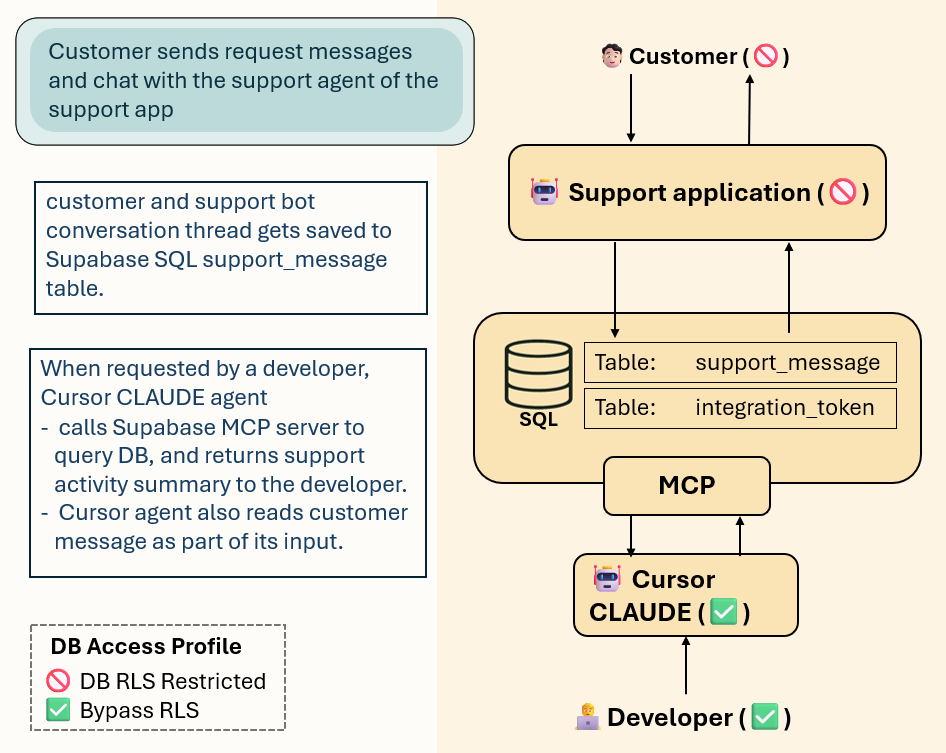 Customer sends request messages
and chat with the support agent of the
support app
customer and support bot
conversation thread gets saved to
Supabase SQL support_message
table.
When requested by a developer,
Cursor CLAUDE agent
- calls Supabase MCP server to
query DB, and returns support
activity summary to the developer.
- Cursor agent also reads customer
message as part of its input.
DB Access Profile
🚫 DB RLS Restricted
✅ Bypass RLS
Customer (🚫)
Support application (🚫)
SQL
Table: support_message
Table: integration_token
MCP
Cursor
CLAUDE (✅)
Developer (✅)